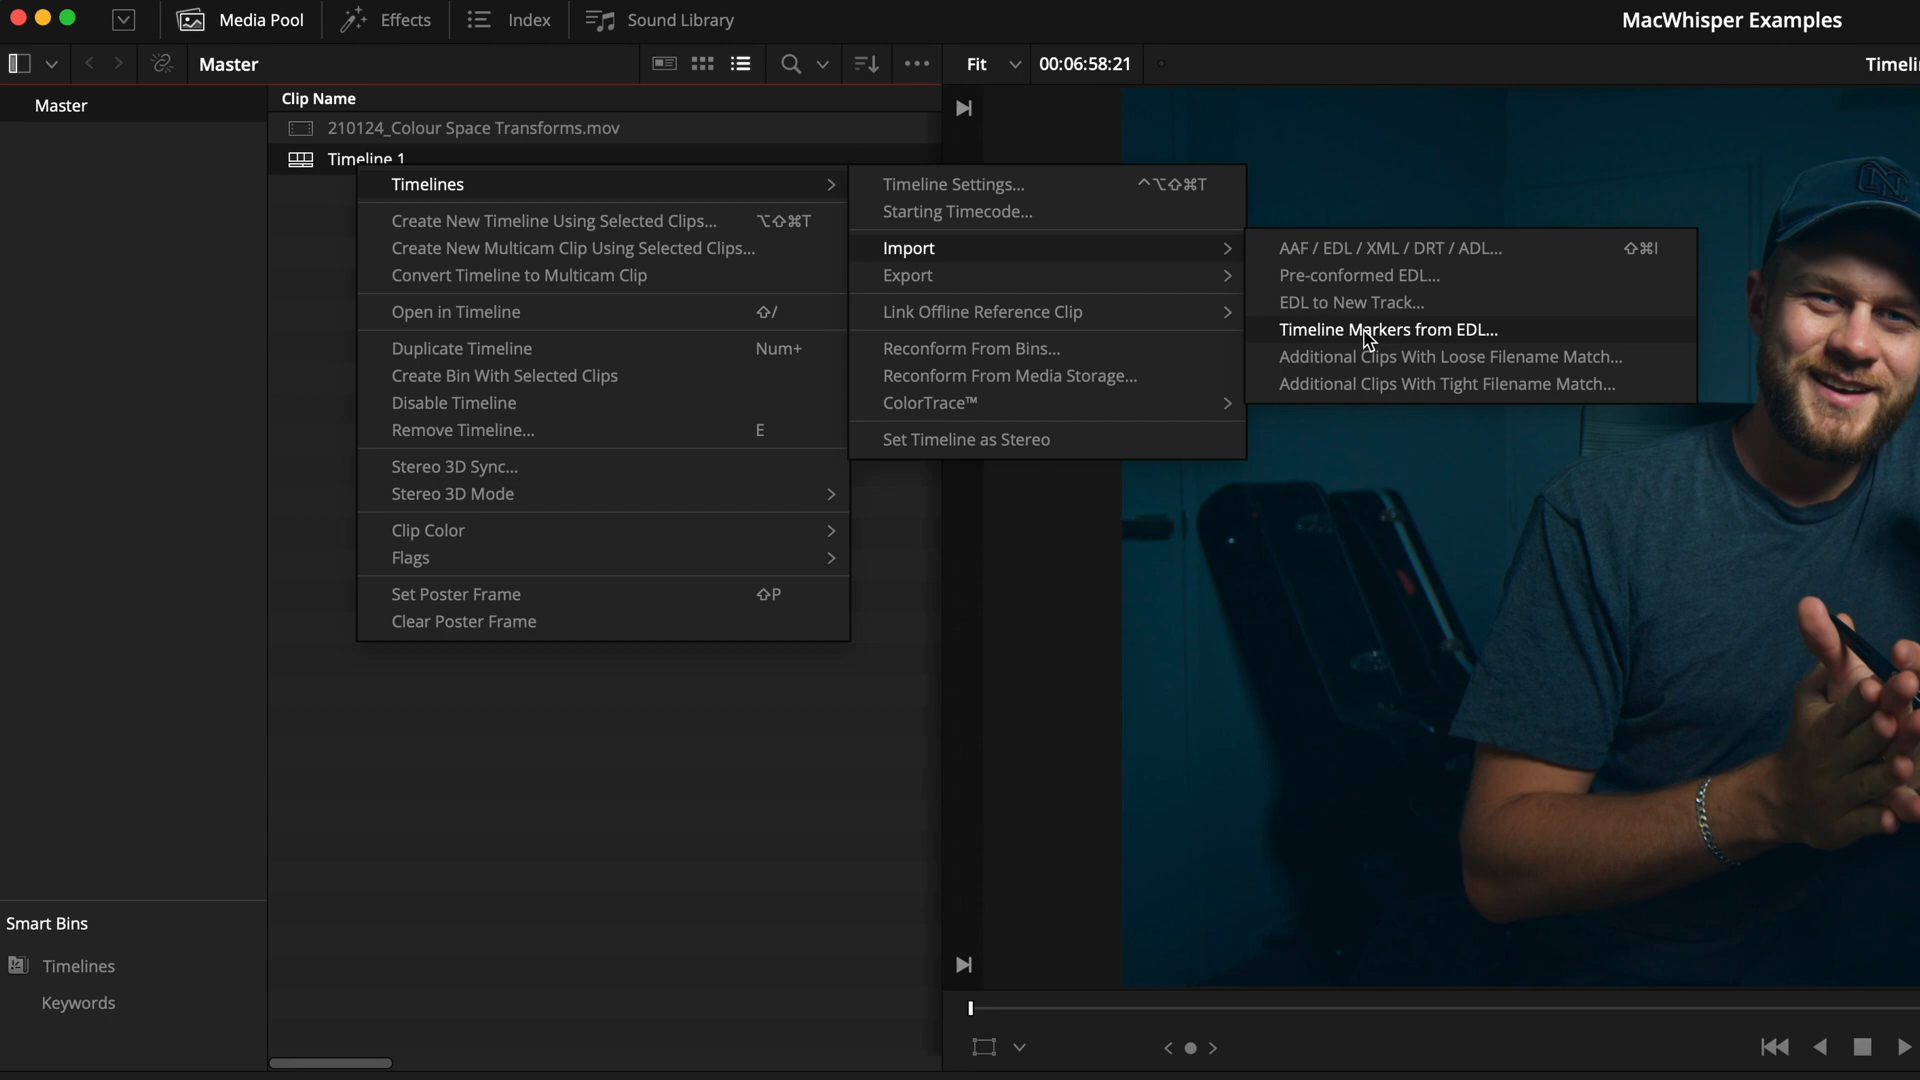 Media Pool
Effects
Index
Sound Library
MacWhisper Examples
Master
Fit
00:06:58:21
Timeli
Master
Clip Name
210124_Colour Space Transforms.mov
Timeline 1
Timelines
Create New Timeline Using Selected Clips... ⌥⇧⌘T
Create New Multicam Clip Using Selected Clips...
Convert Timeline to Multicam Clip
Open in Timeline ⇧/
Duplicate Timeline Num+
Create Bin With Selected Clips
Disable Timeline
Remove Timeline... E
Stereo 3D Sync...
Stereo 3D Mode
Clip Color
Flags
Set Poster Frame ⇧P
Clear Poster Frame
Timeline Settings... ^⌥⇧⌘T
Starting Timecode...
Import
Export
Link Offline Reference Clip
Reconform From Bins...
Reconform From Media Storage...
ColorTrace™
Set Timeline as Stereo
AAF / EDL / XML / DRT / ADL... ⇧⌘I
Pre-conformed EDL...
EDL to New Track...
Timeline Markers from EDL...
Additional Clips With Loose Filename Match...
Additional Clips With Tight Filename Match...
Smart Bins
Timelines
Keywords